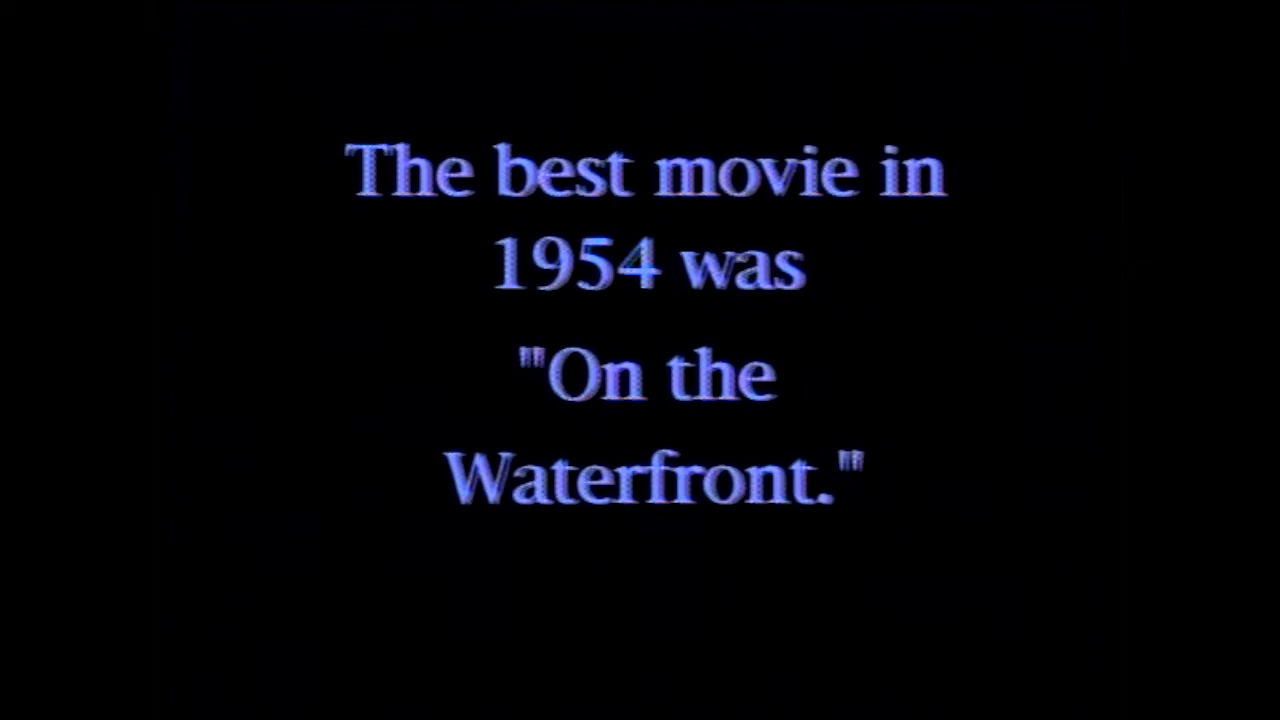 The best movie in
1954 was
"On the
Waterfront."